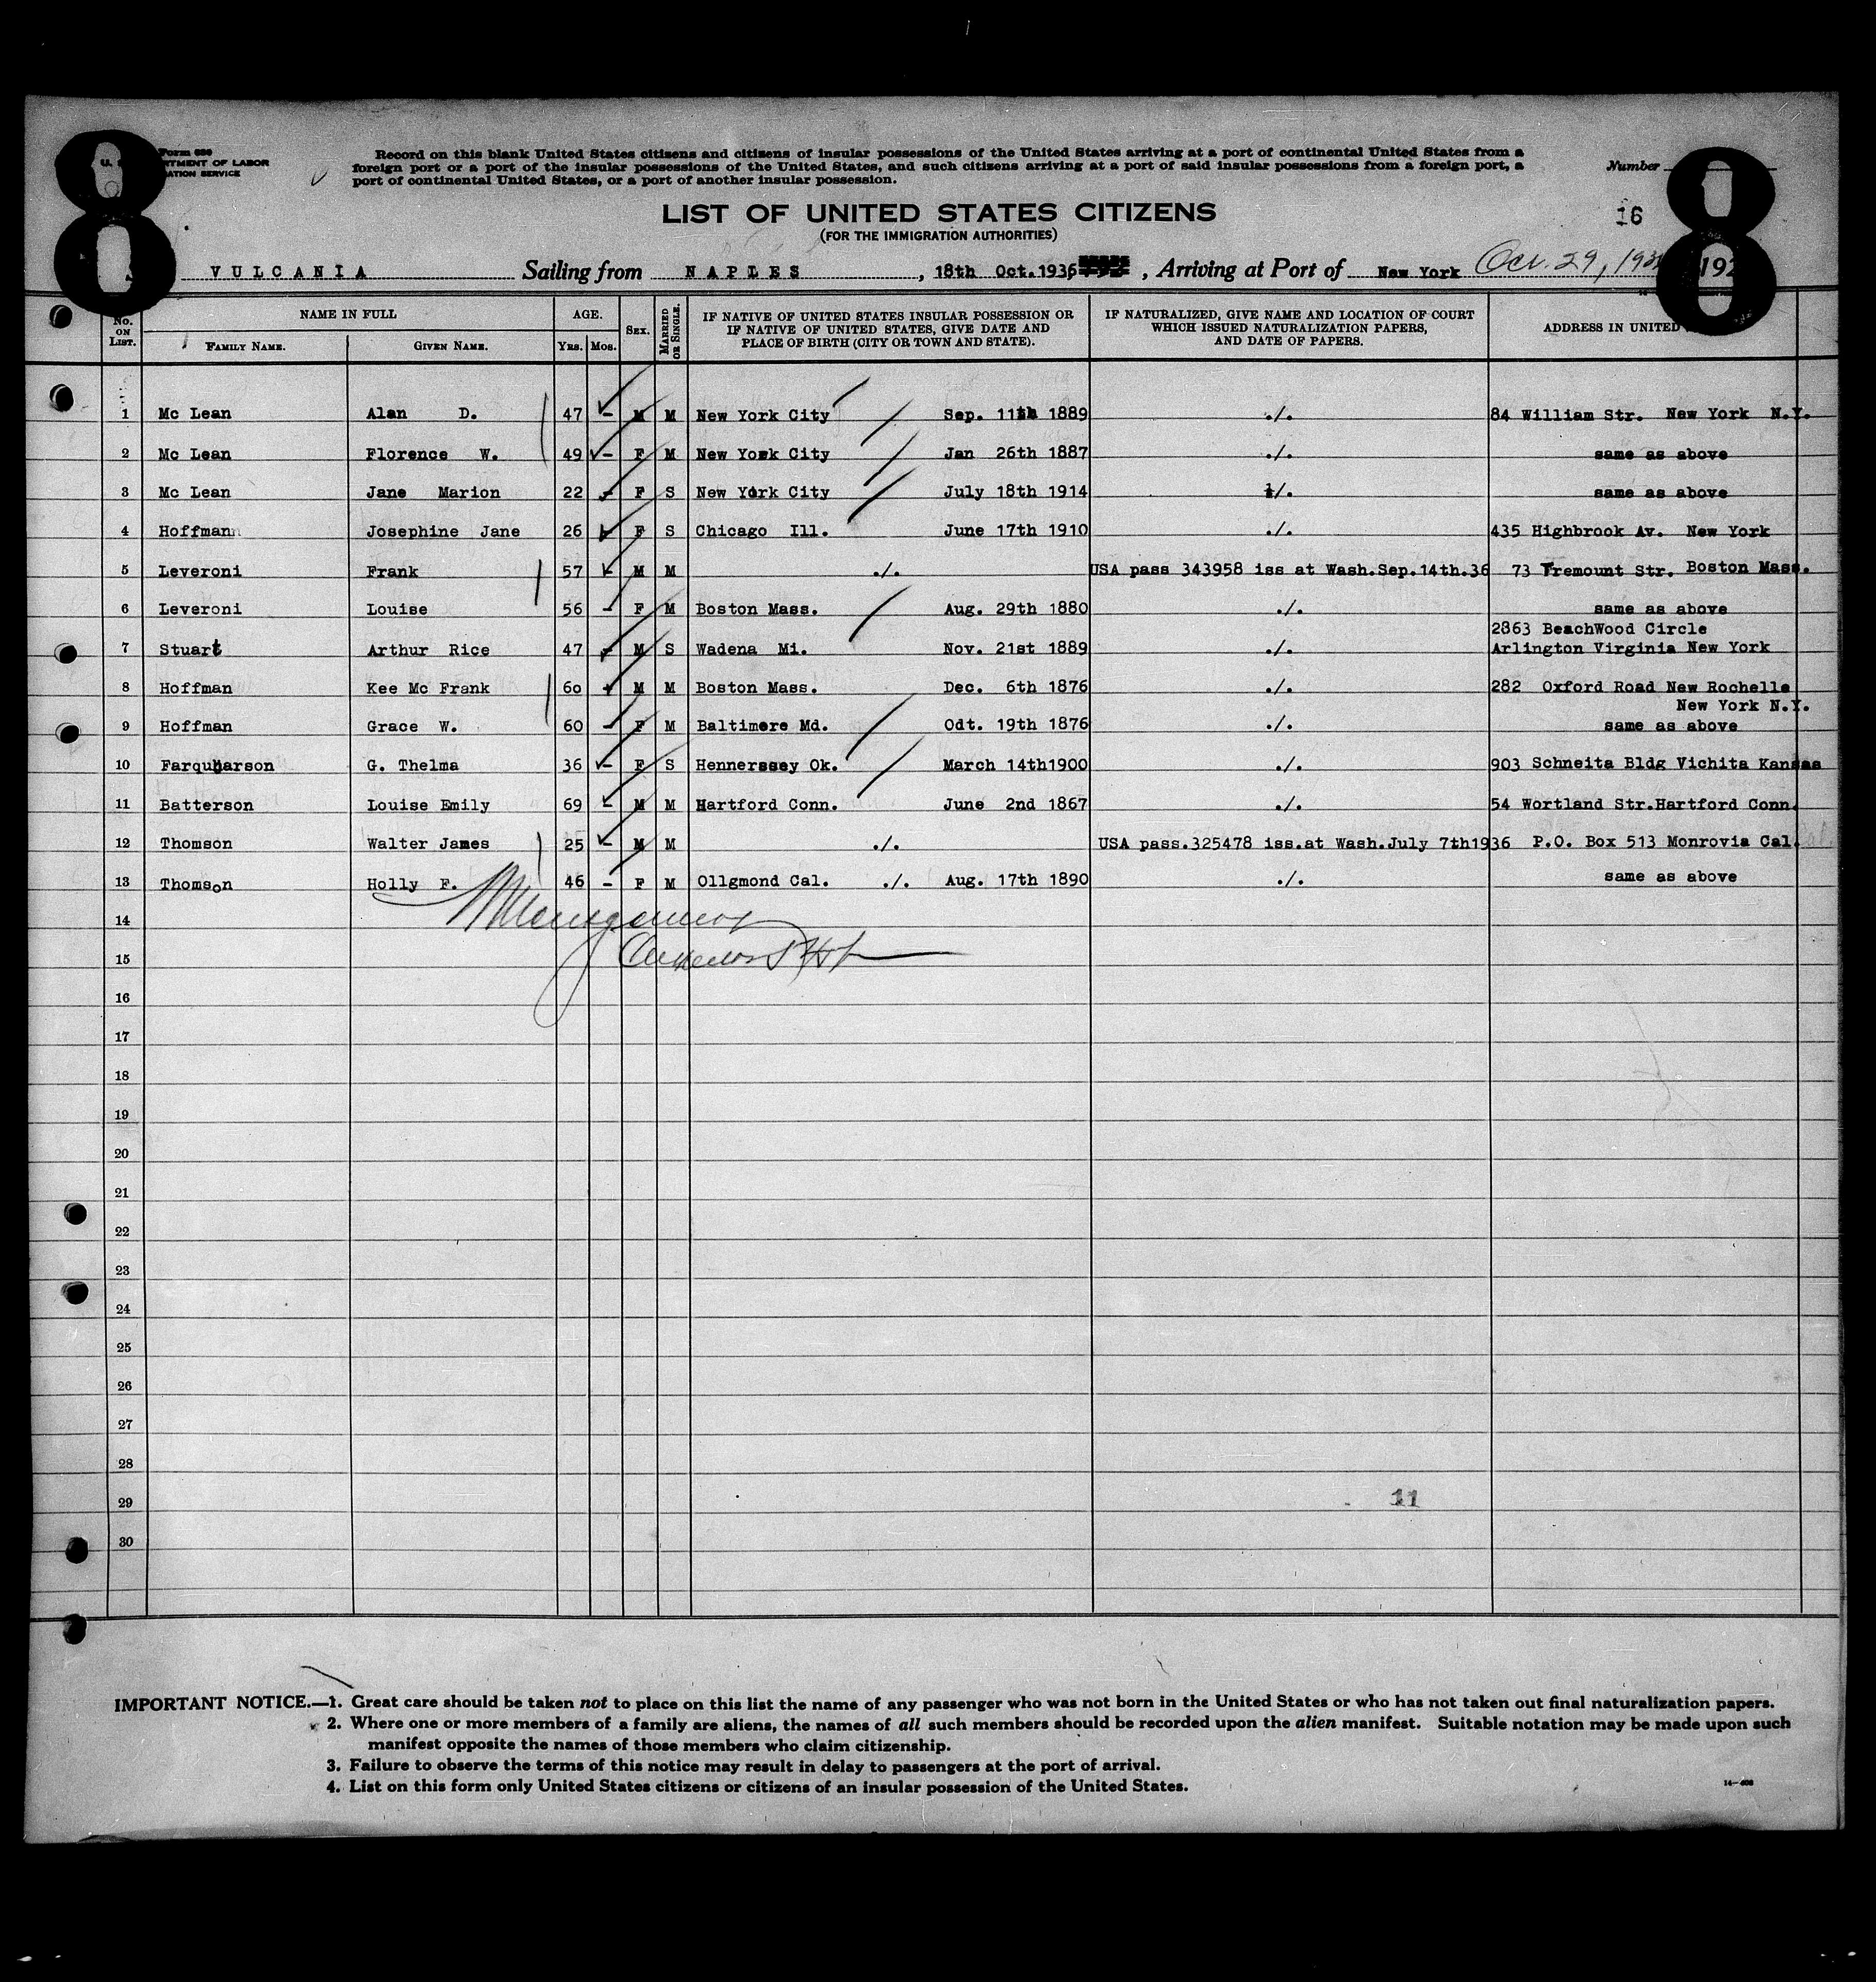 8
8
Form 630
U. S. DEPARTMENT OF LABOR
IMMIGRATION SERVICE
Record on this blank United States citizens and citizens of insular possessions of the United States arriving at a port of continental United States from a
foreign port or a port of the insular possessions of the United States, and such citizens arriving at a port of said insular possessions from a foreign port, a
port of continental United States, or a port of another insular possession.
Number
LIST OF UNITED STATES CITIZENS
16
(FOR THE IMMIGRATION AUTHORITIES)
VULCANIA Sailing from NAPLES, 18th Oct.1936, Arriving at Port of New York Oct. 29, 193 192
No. ON LIST. NAME IN FULL AGE. SEX. MARRIED OR SINGLE. IF NATIVE OF UNITED STATES INSULAR POSSESSION OR IF NATIVE OF UNITED STATES, GIVE DATE AND PLACE OF BIRTH (CITY OR TOWN AND STATE). IF NATURALIZED, GIVE NAME AND LOCATION OF COURT WHICH ISSUED NATURALIZATION PAPERS, AND DATE OF PAPERS. ADDRESS IN UNITED
FAMILY NAME. GIVEN NAME. YRS. MOS.
1 Mc Lean Alan D. 47 - M M New York City Sep. 11th 1889 ./. 84 William Str. New York N.Y.
2 Mc Lean Florence W. 49 - F M New York City Jan 26th 1887 ./. same as above
3 Mc Lean Jane Marion 22 - F S New York City July 18th 1914 ./. same as above
4 Hoffmann Josephine Jane 26 - F S Chicago Ill. June 17th 1910 ./. 435 Highbrook Av. New York
5 Leveroni Frank 57 - M M ./. USA pass 343958 iss at Wash.Sep.14th.36 73 Tremount Str. Boston Mass.
6 Leveroni Louise 56 - F M Boston Mass. Aug. 29th 1880 ./. same as above
2863 BeachWood Circle
7 Stuart Arthur Rice 47 - M S Wadena Mi. Nov. 21st 1889 ./. Arlington Virginia New York
8 Hoffman Kee Mc Frank 60 - M M Boston Mass. Dec. 6th 1876 ./. 282 Oxford Road New Rochelle
New York N.Y.
9 Hoffman Grace W. 60 - F M Baltimore Md. Odt. 19th 1876 ./. same as above
10 Farquharson G. Thelma 36 - F S Hennerssey Ok. March 14th1900 ./. 903 Schneita Bldg Vichita Kansas
11 Batterson Louise Emily 69 - M M Hartford Conn. June 2nd 1867 ./. 54 Wortland Str.Hartford Conn.
12 Thomson Walter James 25 - M M ./. USA pass.325478 iss.at Wash.July 7th1936 P.O. Box 513 Monrovia Cal.
13 Thomson Holly F. 46 - F M Ollgmond Cal. ./. Aug. 17th 1890 ./. same as above
14
15
16
17
18
19
20
21
22
23
24
25
26
27
28
29 11
30
IMPORTANT NOTICE.—1. Great care should be taken not to place on this list the name of any passenger who was not born in the United States or who has not taken out final naturalization papers.
2. Where one or more members of a family are aliens, the names of all such members should be recorded upon the alien manifest. Suitable notation may be made upon such
manifest opposite the names of those members who claim citizenship.
3. Failure to observe the terms of this notice may result in delay to passengers at the port of arrival.
4. List on this form only United States citizens or citizens of an insular possession of the United States.